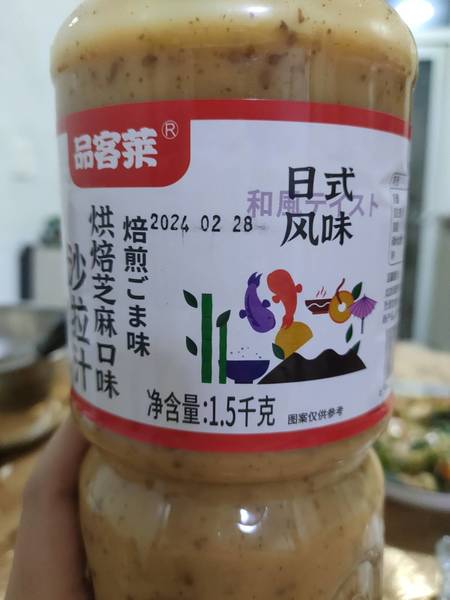 品客莱®
日式
和風テイスト
风味
2024 02 28
焙煎ごま味
烘焙芝麻口味
沙拉汁
净含量:1.5千克
图案仅供参考